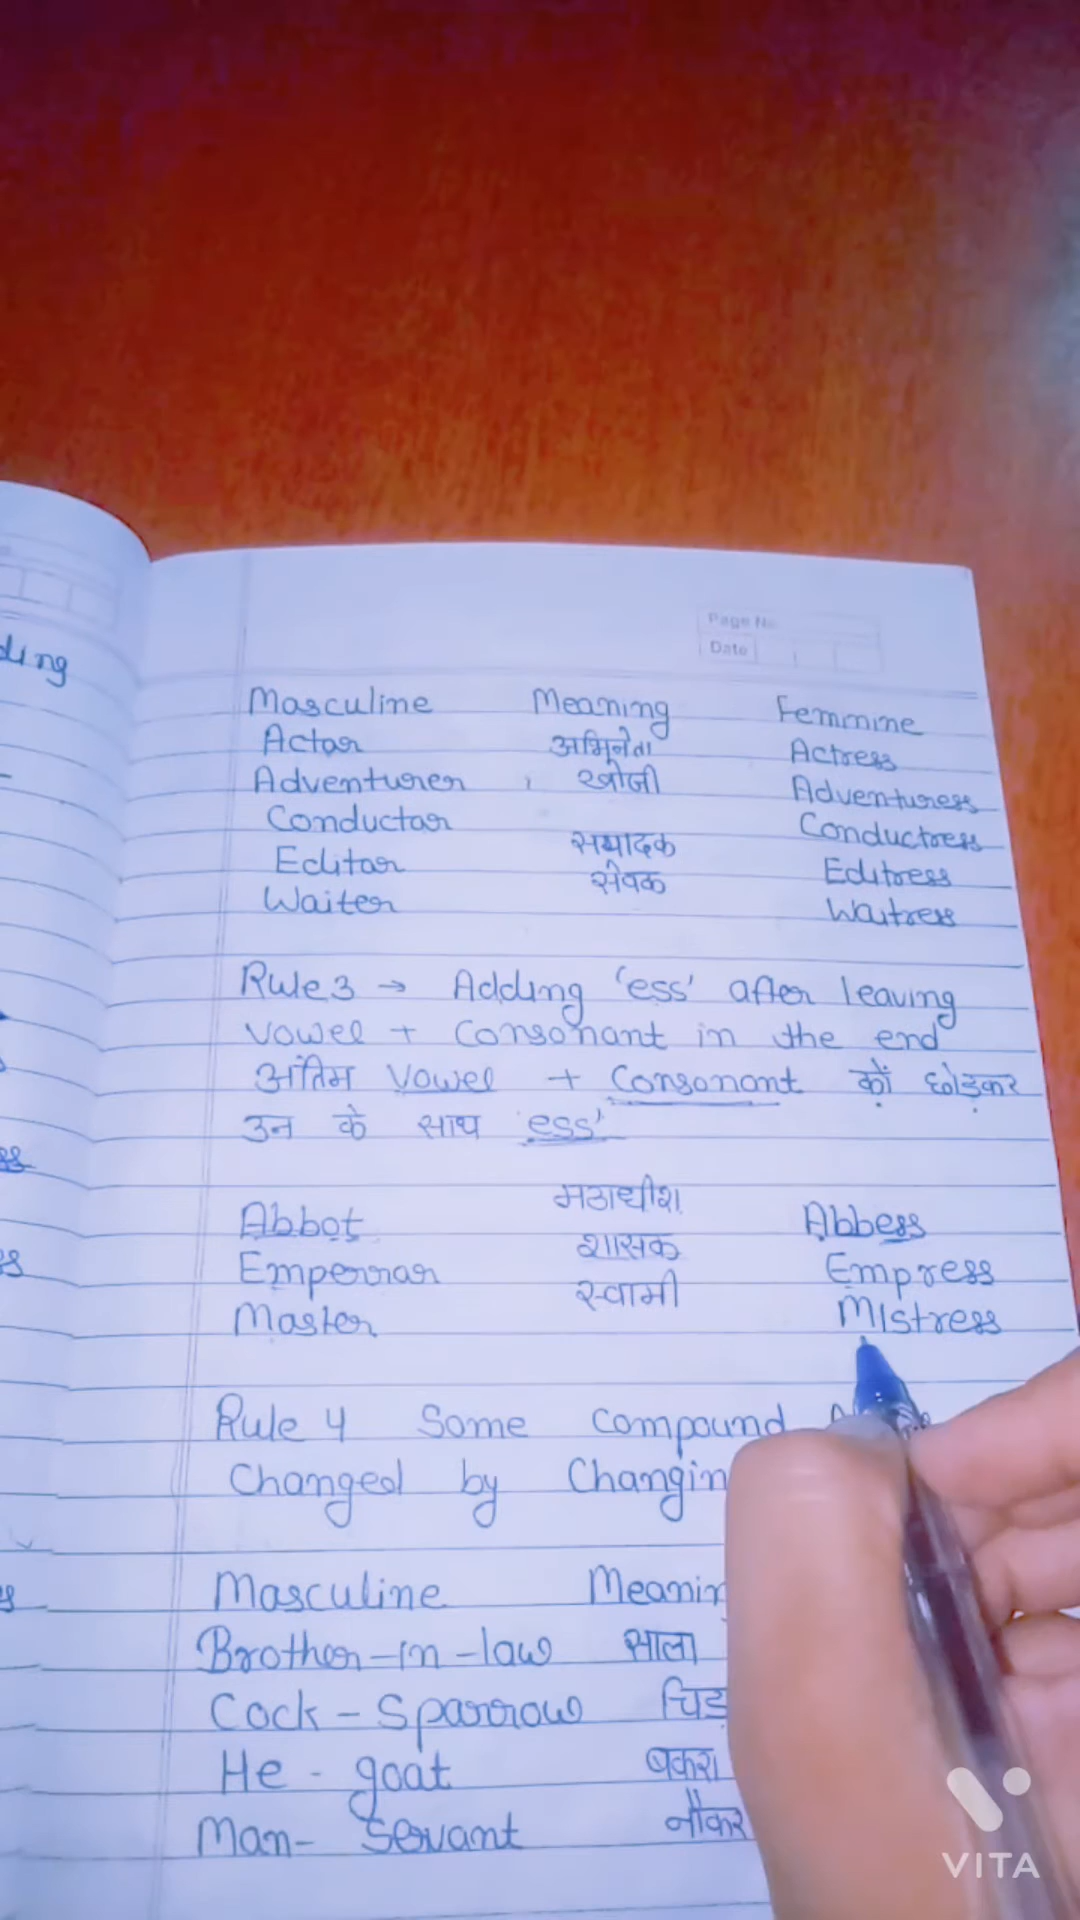 ding
Page No.
Date
Masculine Meaning Feminine
Actor अभिनेता Actress
Adventurer खोजी Adventuress
Conductor Conductress
Editor सम्पादक Editress
Waiter सेवक Waitress
Rule 3 → Adding 'ess' after leaving
vowel + Consonant in the end
अंतिम Vowel + Consonant को छोड़कर
उन के साथ 'ess'
Abbot मठाधीश Abbess
Emperror शासक Empress
Master स्वामी Mistress
Rule 4 Some Compound
Changed by Changin
Masculine Meanin
Brother-in-law साला
Cock-Sparrow चिड़
He-goat बकरा
Man-Servant नौकर
VITA